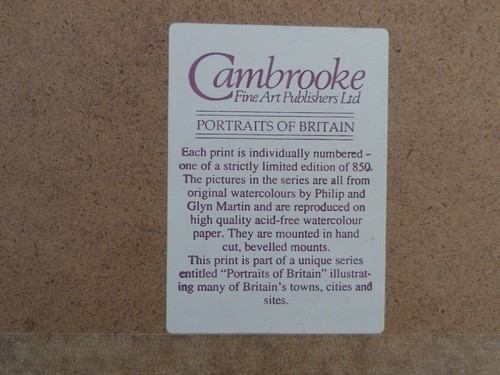 Cambrooke
Fine Art Publishers Ltd
PORTRAITS OF BRITAIN
Each print is individually numbered -
one of a strictly limited edition of 850.
The pictures in the series are all from
original watercolours by Philip and
Glyn Martin and are reproduced on
high quality acid-free watercolour
paper. They are mounted in hand
cut, bevelled mounts.
This print is part of a unique series
entitled "Portraits of Britain" illustrat-
ing many of Britain's towns, cities and
sites.